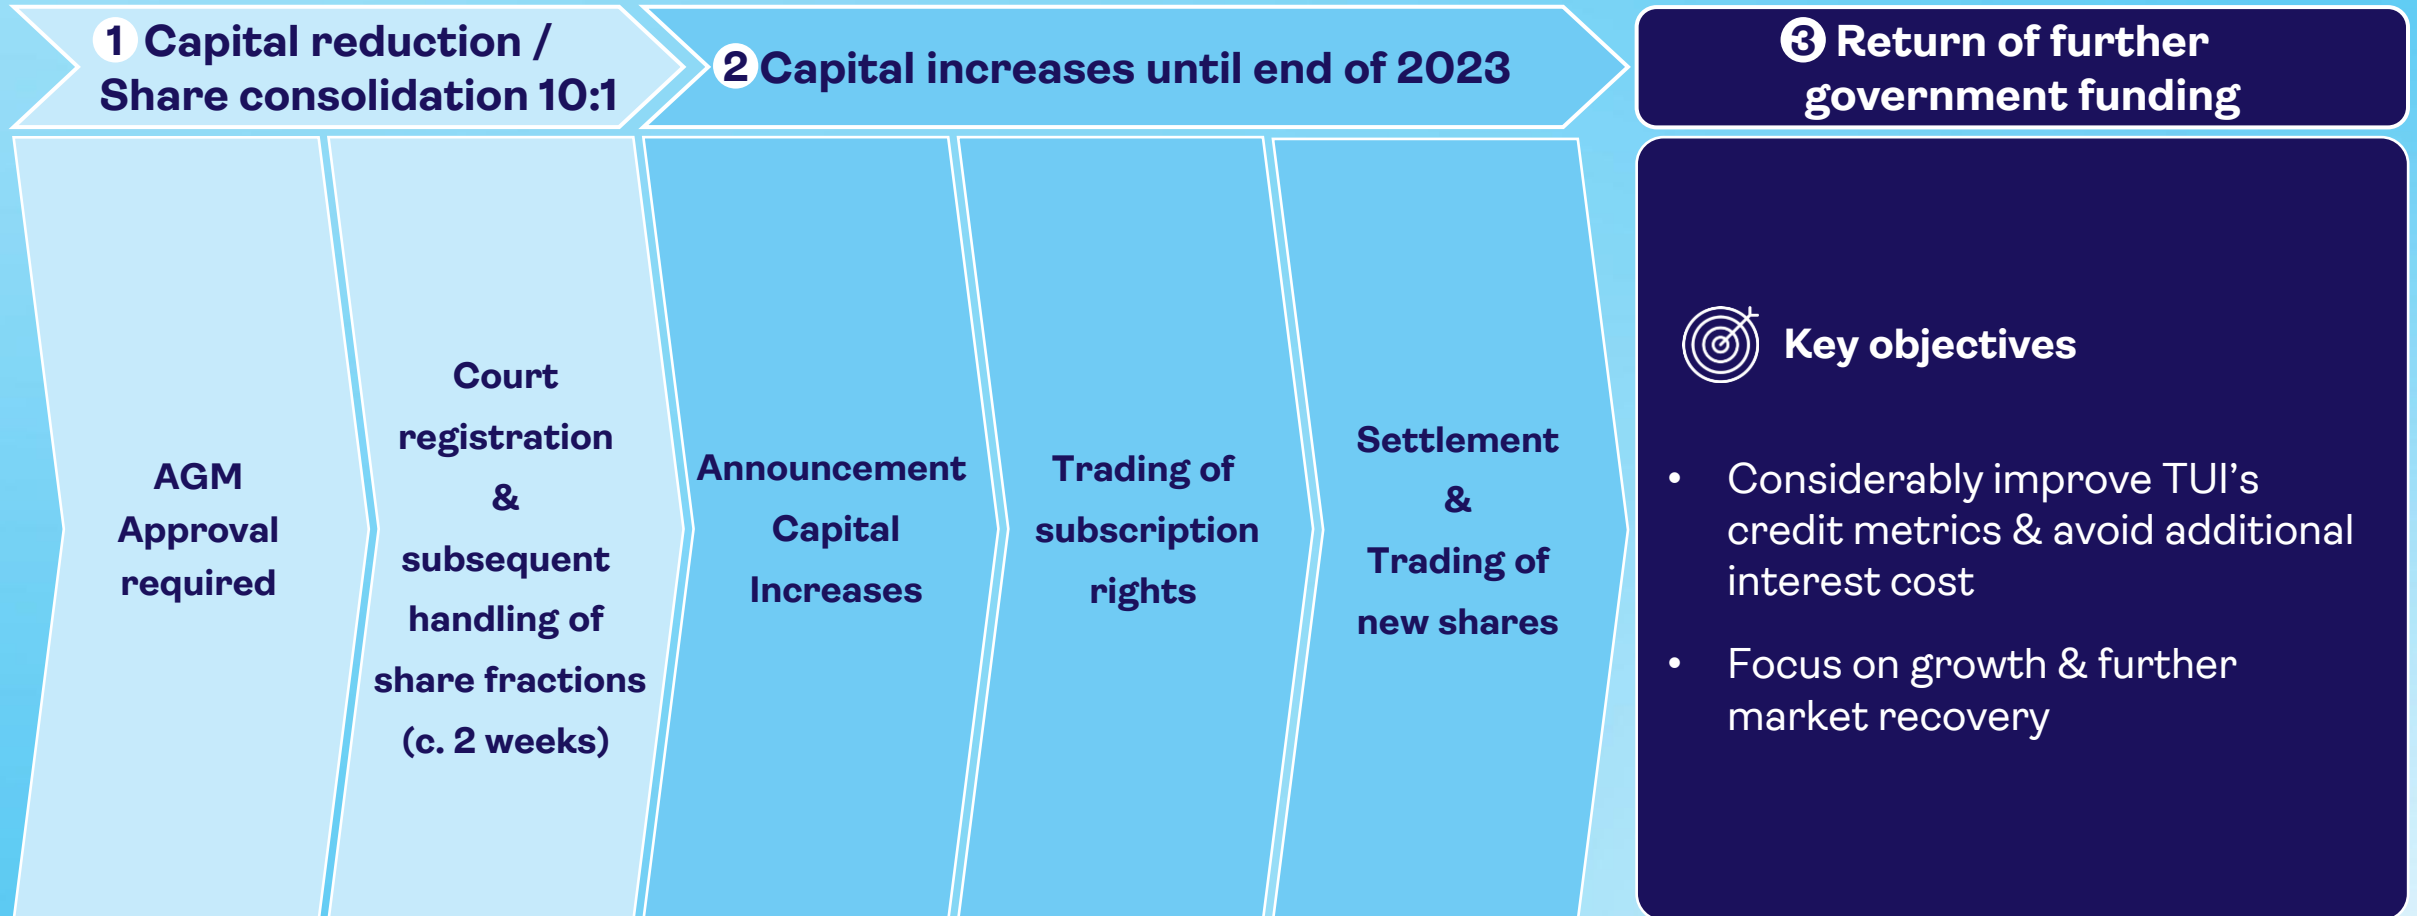 1 Capital reduction /
Share consolidation 10:1
2 Capital increases until end of 2023
3 Return of further
government funding
AGM
Approval
required
Court
registration
&
subsequent
handling of
share fractions
(c. 2 weeks)
Announcement
Capital
Increases
Trading of
subscription
rights
Settlement
&
Trading of
new shares
Key objectives
• Considerably improve TUI’s
credit metrics & avoid additional
interest cost
• Focus on growth & further
market recovery